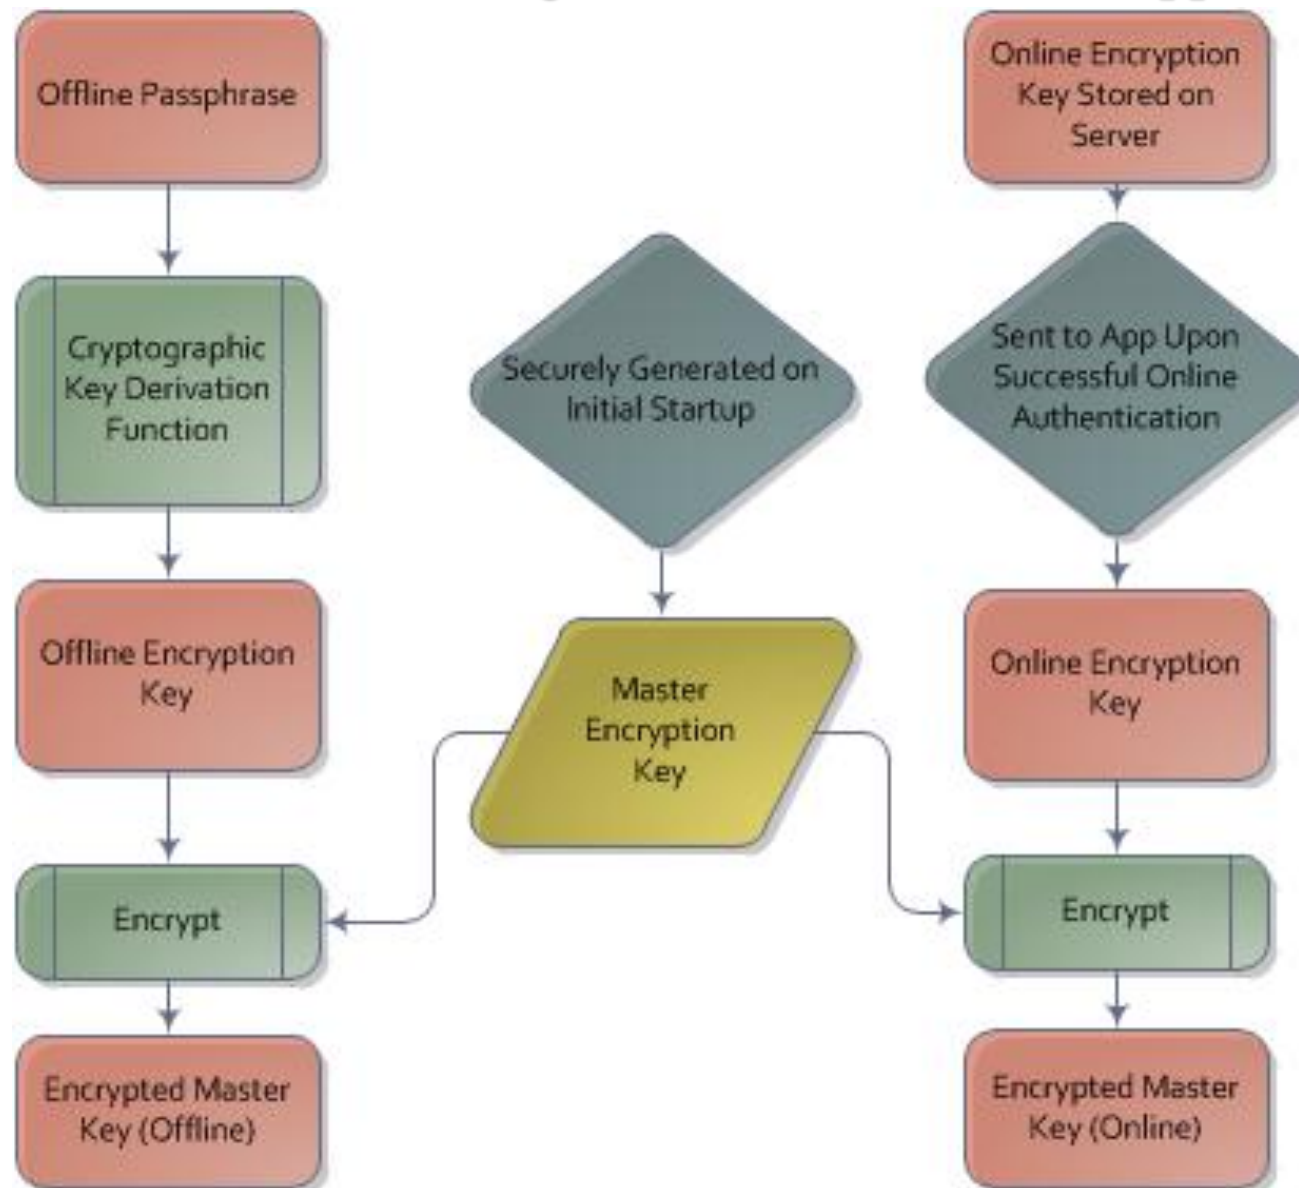 Offline Passphrase
Cryptographic
Key Derivation
Function
Offline Encryption
Key
Encrypt
Encrypted Master
Key (Offline)
Securely Generated on
Initial Startup
Master
Encryption
Key
Online Encryption
Key Stored on
Server
Sent to App Upon
Successful Online
Authentication
Online Encryption
Key
Encrypt
Encrypted Master
Key (Online)